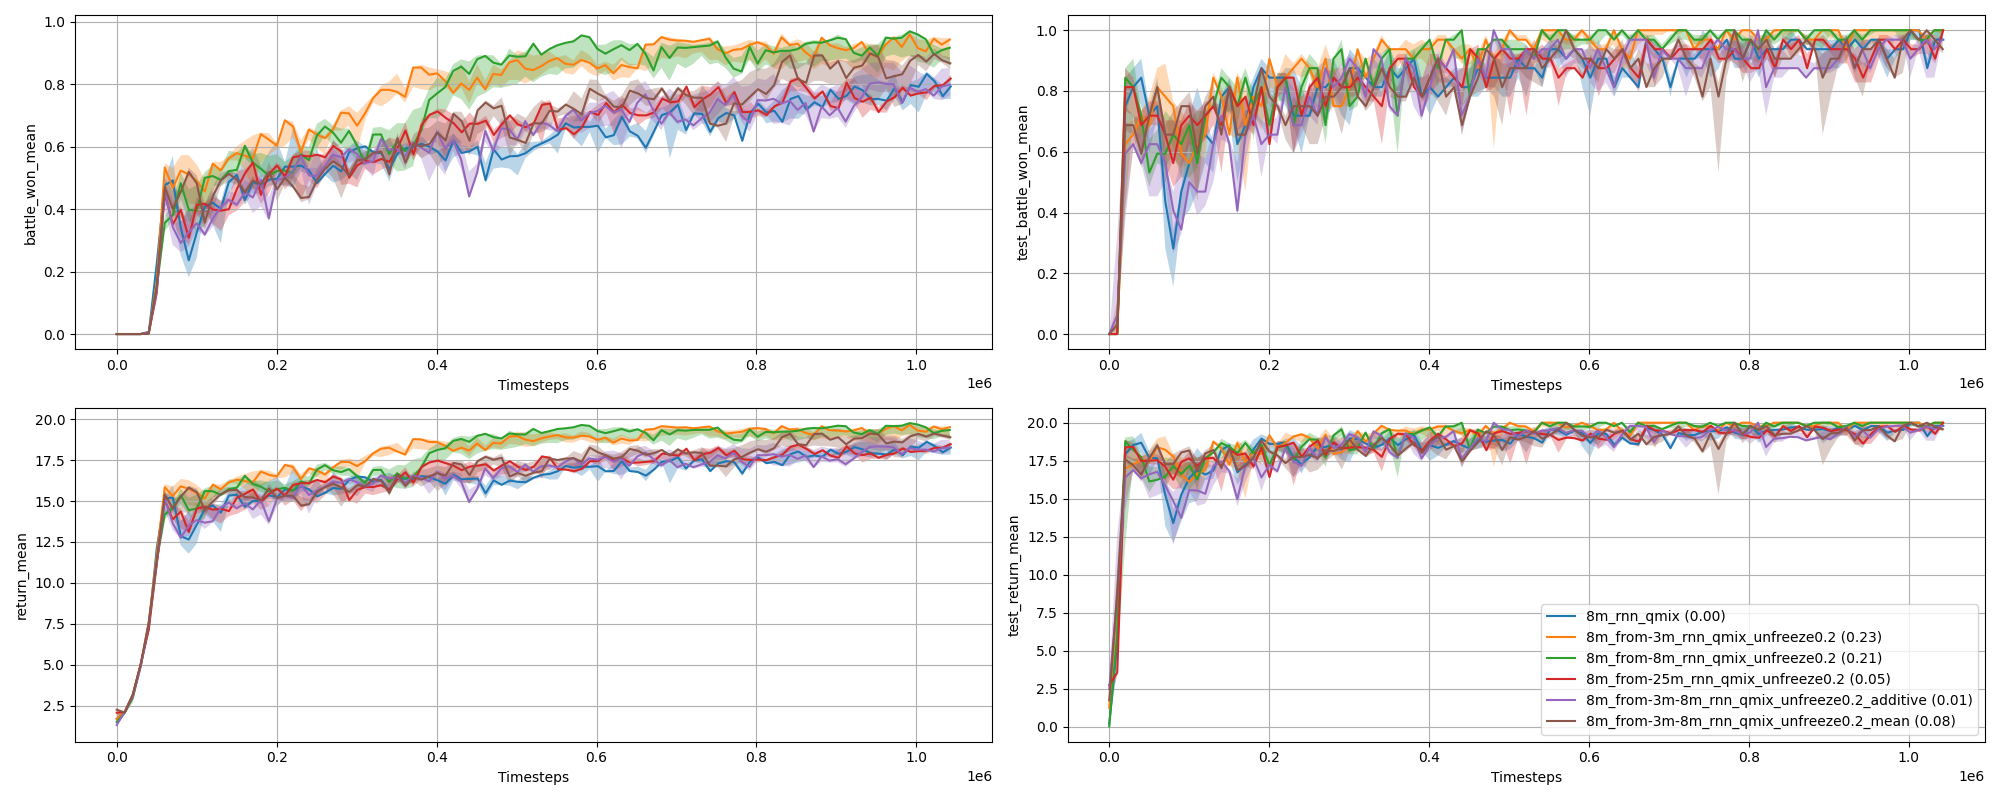 1.0
0.8
0.6
0.4
0.2
0.0
battle_won_mean
0.0 0.2 0.4 0.6 0.8 1.0
Timesteps
1e6
1.0
0.8
0.6
0.4
0.2
0.0
test_battle_won_mean
0.0 0.2 0.4 0.6 0.8 1.0
Timesteps
1e6
20.0
17.5
15.0
12.5
10.0
7.5
5.0
2.5
return_mean
0.0 0.2 0.4 0.6 0.8 1.0
Timesteps
1e6
20.0
17.5
15.0
12.5
10.0
7.5
5.0
2.5
0.0
test_return_mean
8m_rnn_qmix (0.00)
8m_from-3m_rnn_qmix_unfreeze0.2 (0.23)
8m_from-8m_rnn_qmix_unfreeze0.2 (0.21)
8m_from-25m_rnn_qmix_unfreeze0.2 (0.05)
8m_from-3m-8m_rnn_qmix_unfreeze0.2_additive (0.01)
8m_from-3m-8m_rnn_qmix_unfreeze0.2_mean (0.08)
0.0 0.2 0.4 0.6 0.8 1.0
Timesteps
1e6